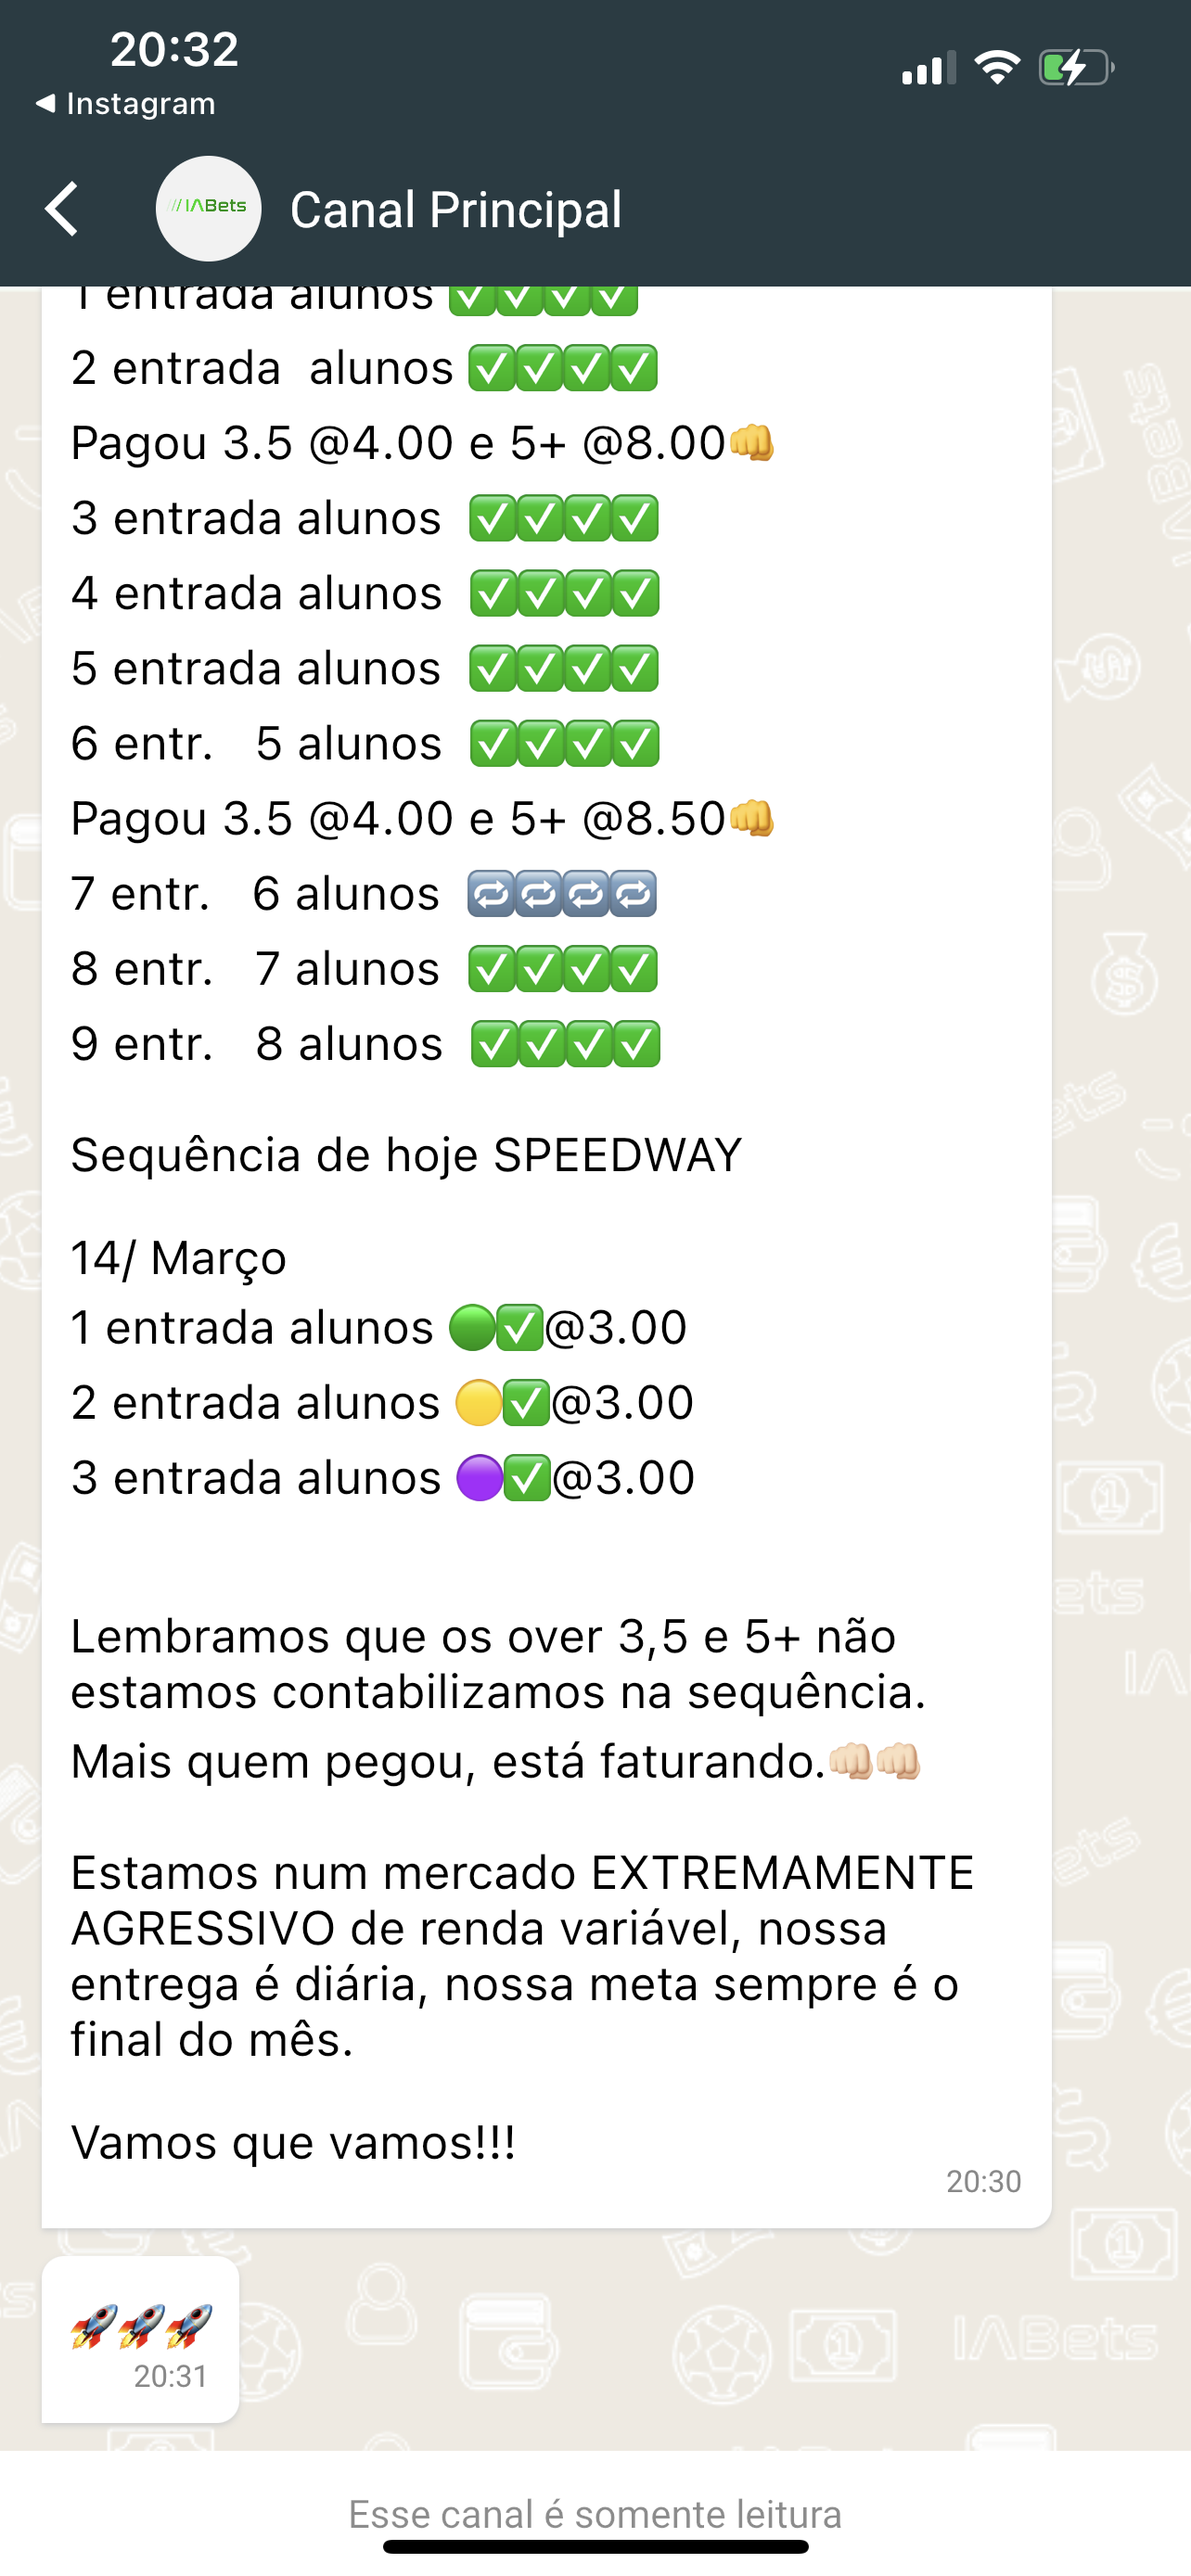 20:32
◀ Instagram
///IΛBets
Canal Principal
1 entrada alunos ✅✅✅✅
2 entrada  alunos ✅✅✅✅
Pagou 3.5 @4.00 e 5+ @8.00👊
3 entrada alunos  ✅✅✅✅
4 entrada alunos  ✅✅✅✅
5 entrada alunos  ✅✅✅✅
6 entr.   5 alunos  ✅✅✅✅
Pagou 3.5 @4.00 e 5+ @8.50👊
7 entr.   6 alunos  🔁🔁🔁🔁
8 entr.   7 alunos  ✅✅✅✅
9 entr.   8 alunos  ✅✅✅✅
Sequência de hoje SPEEDWAY
14/ Março
1 entrada alunos 🟢✅@3.00
2 entrada alunos 🟡✅@3.00
3 entrada alunos 🟣✅@3.00
Lembramos que os over 3,5 e 5+ não
estamos contabilizamos na sequência.
Mais quem pegou, está faturando.👊🏻👊🏻
Estamos num mercado EXTREMAMENTE
AGRESSIVO de renda variável, nossa
entrega é diária, nossa meta sempre é o
final do mês.
Vamos que vamos!!!
20:30
🚀🚀🚀
20:31
IΛBets
Esse canal é somente leitura